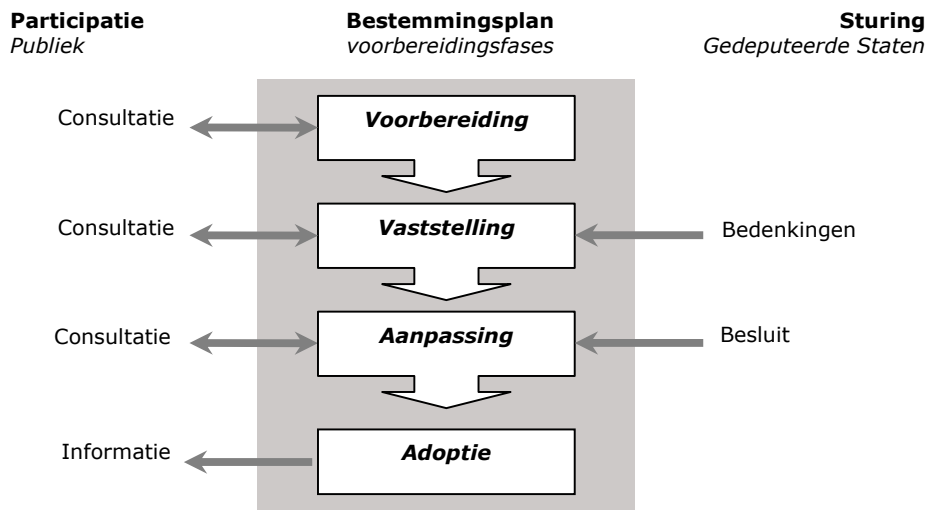 Participatie
Publiek
Bestemmingsplan
voorbereidingsfases
Sturing
Gedeputeerde Staten
Consultatie
Voorbereiding
Consultatie
Vaststelling
Bedenkingen
Consultatie
Aanpassing
Besluit
Informatie
Adoptie